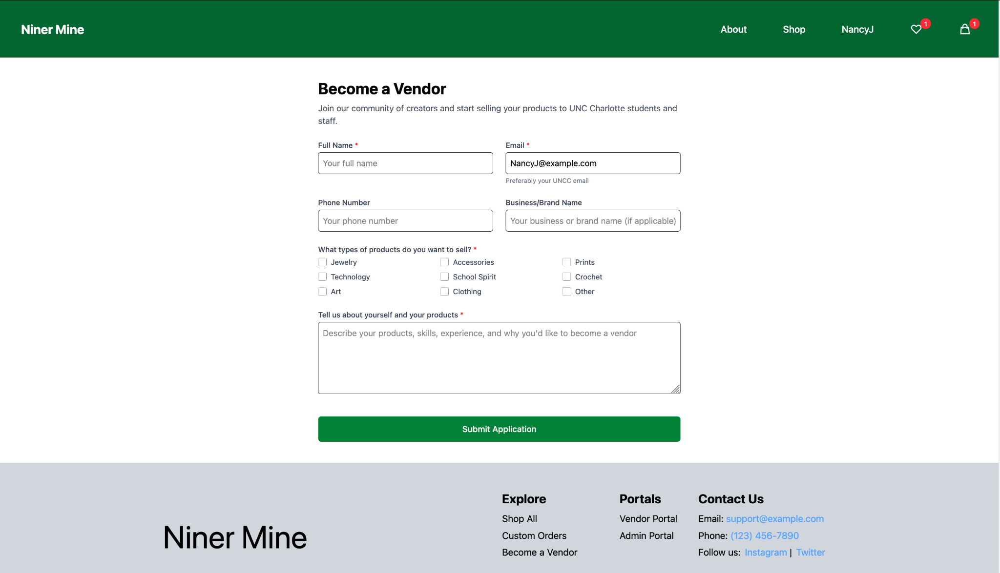 Niner Mine
About
Shop
NancyJ
1
1
Become a Vendor
Join our community of creators and start selling your products to UNC Charlotte students and
staff.
Full Name *
Your full name
Email *
NancyJ@example.com
Preferably your UNCC email
Phone Number
Your phone number
Business/Brand Name
Your business or brand name (if applicable)
What types of products do you want to sell? *
Jewelry
Accessories
Prints
Technology
School Spirit
Crochet
Art
Clothing
Other
Tell us about yourself and your products *
Describe your products, skills, experience, and why you'd like to become a vendor
Submit Application
Niner Mine
Explore
Shop All
Custom Orders
Become a Vendor
Portals
Vendor Portal
Admin Portal
Contact Us
Email: support@example.com
Phone: (123) 456-7890
Follow us: Instagram | Twitter